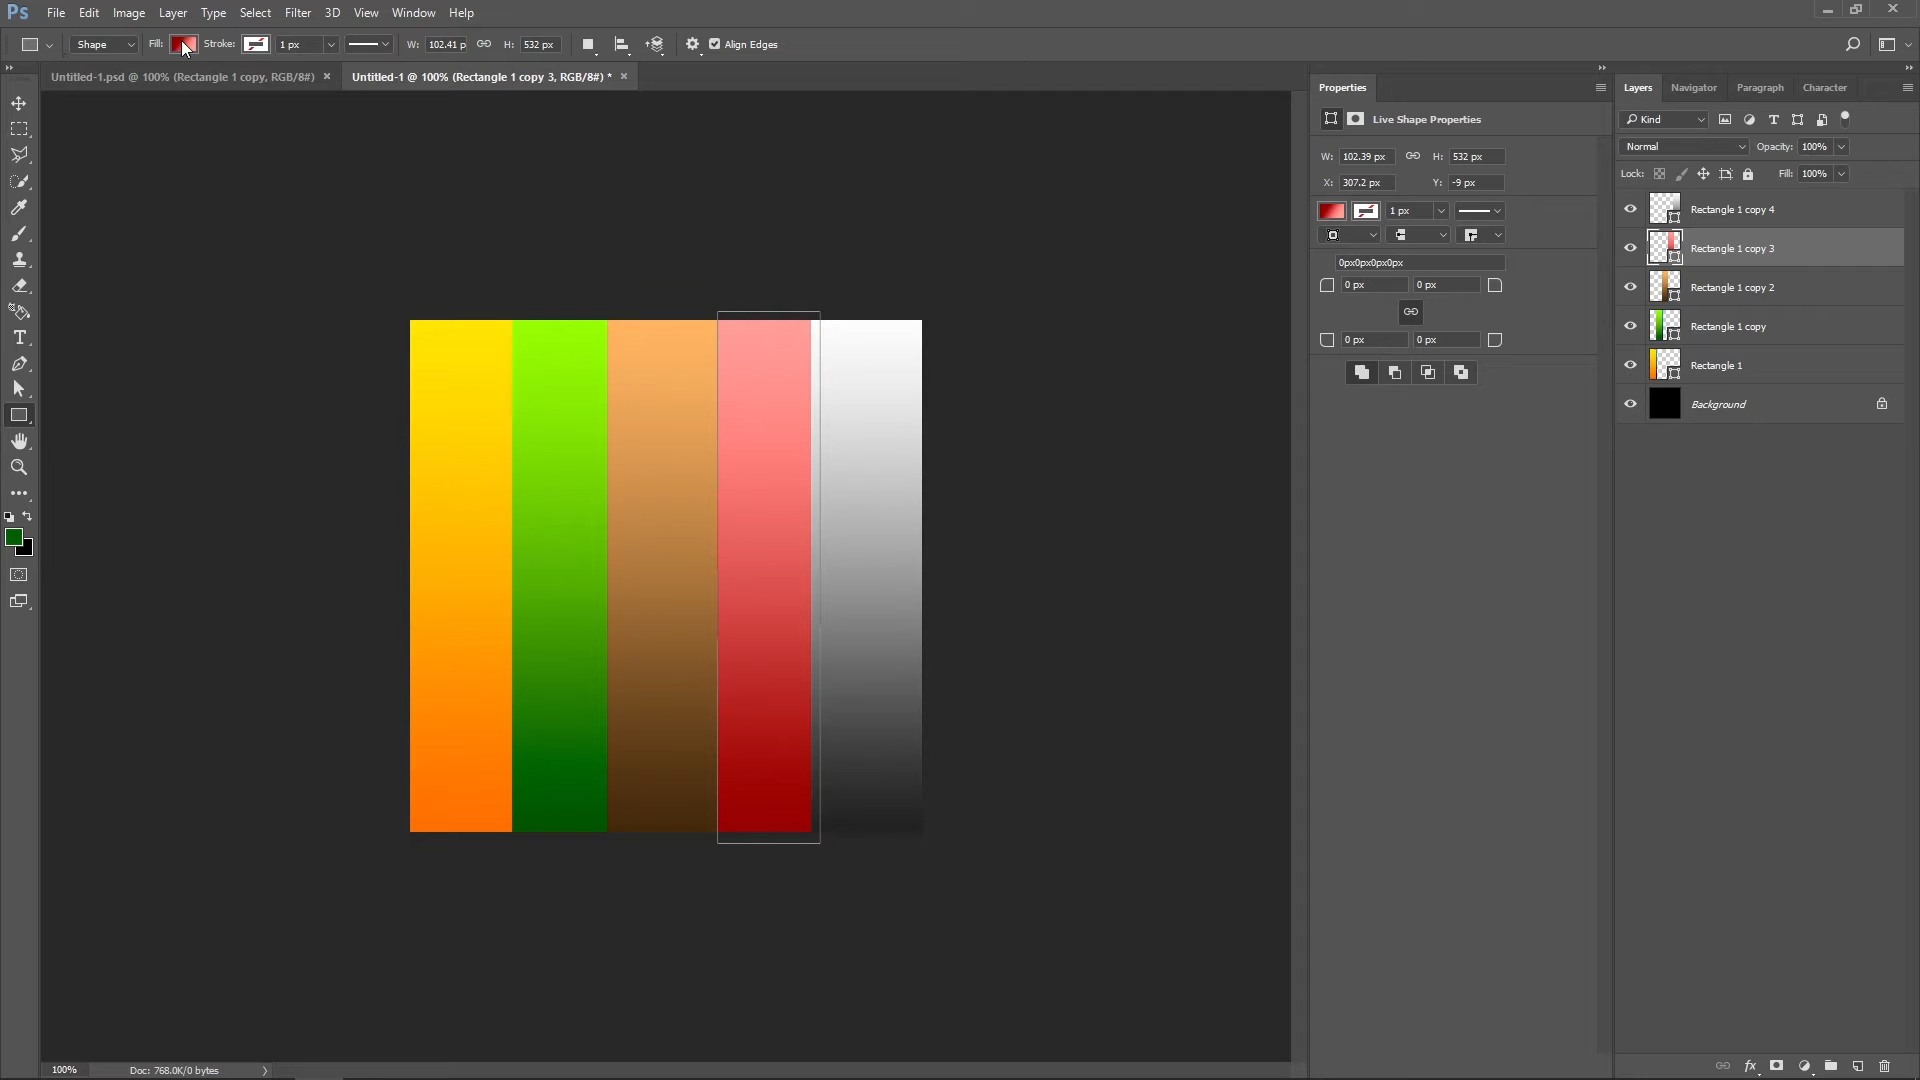 Ps File Edit Image Layer Type Select Filter 3D View Window Help
Shape Fill: Stroke: 1 px W: 102.41 p H: 532 px Align Edges
Untitled-1.psd @ 100% (Rectangle 1 copy, RGB/8#) × Untitled-1 @ 100% (Rectangle 1 copy 3, RGB/8#) * ×
Properties
Live Shape Properties
W: 102.39 px H: 532 px
X: 307.2 px Y: -9 px
1 px
0px0px0px0px
0 px 0 px
0 px 0 px
Layers Navigator Paragraph Character
Kind
Normal Opacity: 100%
Lock: Fill: 100%
Rectangle 1 copy 4
Rectangle 1 copy 3
Rectangle 1 copy 2
Rectangle 1 copy
Rectangle 1
Background
fx
100% Doc: 768.0K/0 bytes